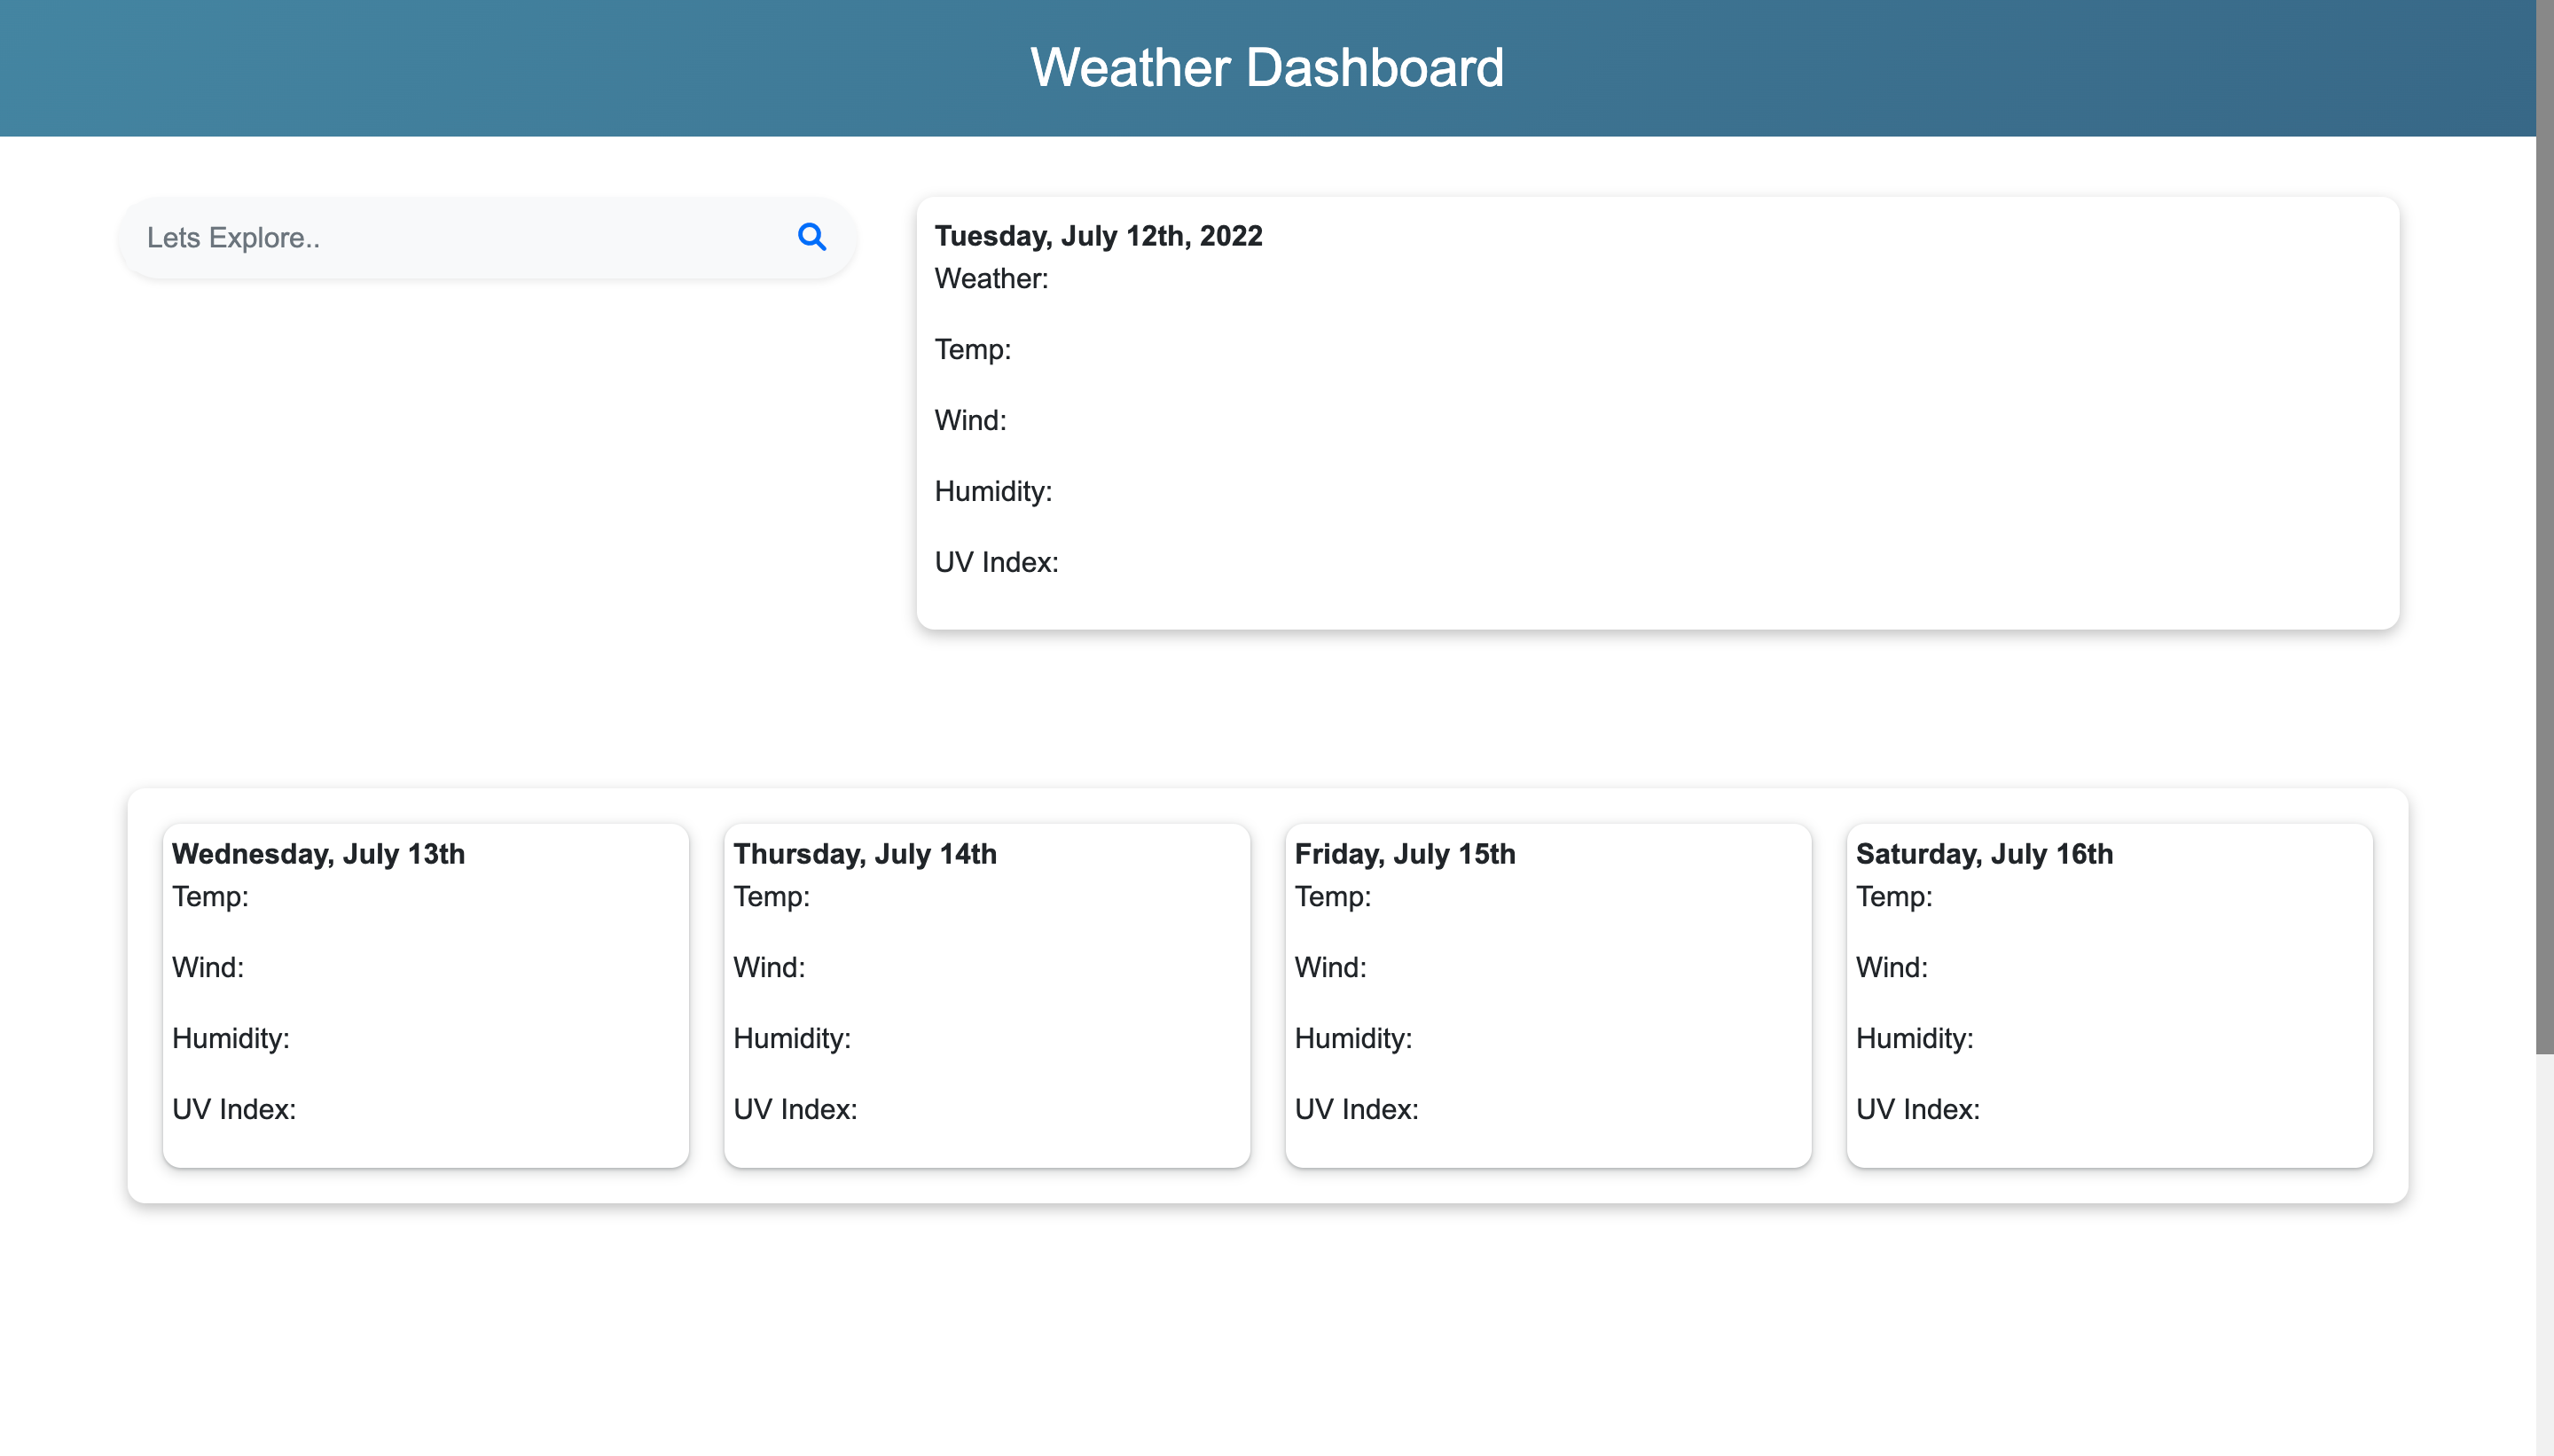 Weather Dashboard
Lets Explore..
Tuesday, July 12th, 2022
Weather:
Temp:
Wind:
Humidity:
UV Index:
Wednesday, July 13th
Temp:
Wind:
Humidity:
UV Index:
Thursday, July 14th
Temp:
Wind:
Humidity:
UV Index:
Friday, July 15th
Temp:
Wind:
Humidity:
UV Index:
Saturday, July 16th
Temp:
Wind:
Humidity:
UV Index: